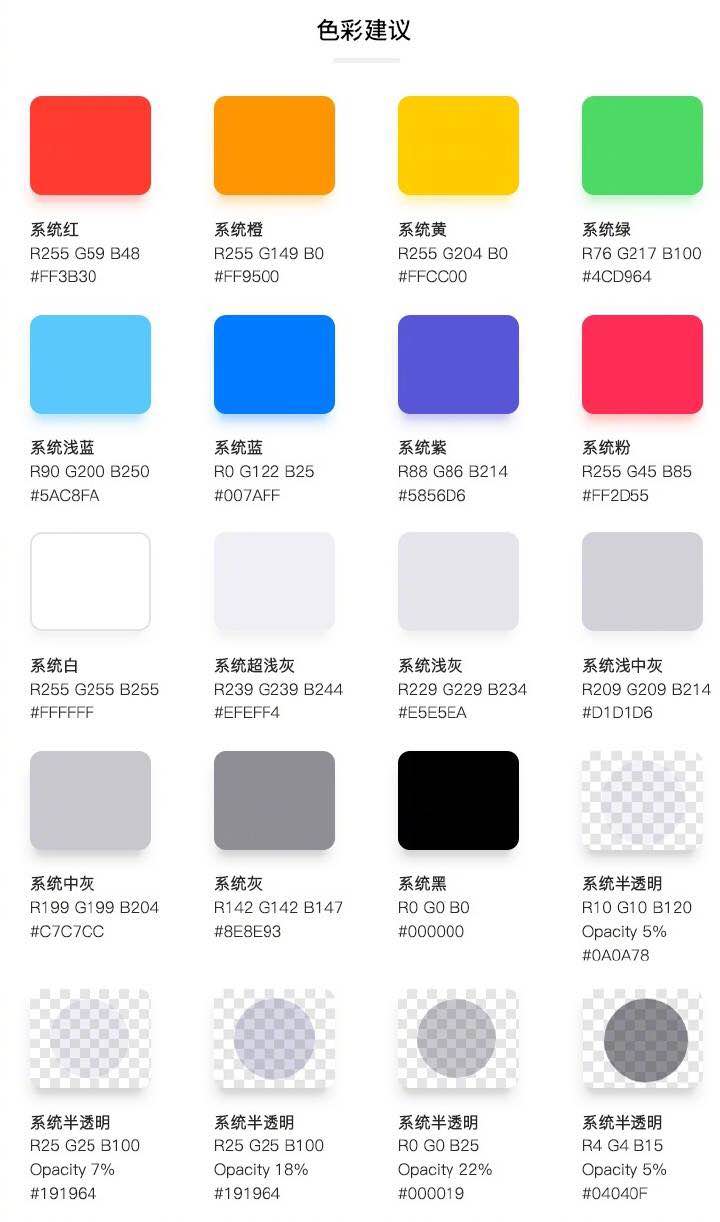 色彩建议
系统红
R255 G59 B48
#FF3B30
系统橙
R255 G149 B0
#FF9500
系统黄
R255 G204 B0
#FFCC00
系统绿
R76 G217 B100
#4CD964
系统浅蓝
R90 G200 B250
#5AC8FA
系统蓝
R0 G122 B25
#007AFF
系统紫
R88 G86 B214
#5856D6
系统粉
R255 G45 B85
#FF2D55
系统白
R255 G255 B255
#FFFFFF
系统超浅灰
R239 G239 B244
#EFEFF4
系统浅灰
R229 G229 B234
#E5E5EA
系统浅中灰
R209 G209 B214
#D1D1D6
系统中灰
R199 G199 B204
#C7C7CC
系统灰
R142 G142 B147
#8E8E93
系统黑
R0 G0 B0
#000000
系统半透明
R10 G10 B120
Opacity 5%
#0A0A78
系统半透明
R25 G25 B100
Opacity 7%
#191964
系统半透明
R25 G25 B100
Opacity 18%
#191964
系统半透明
R0 G0 B25
Opacity 22%
#000019
系统半透明
R4 G4 B15
Opacity 5%
#04040F